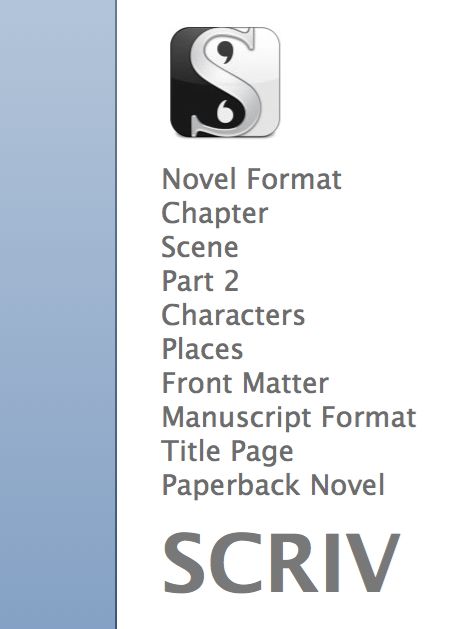 Novel Format
Chapter
Scene
Part 2
Characters
Places
Front Matter
Manuscript Format
Title Page
Paperback Novel
SCRIV